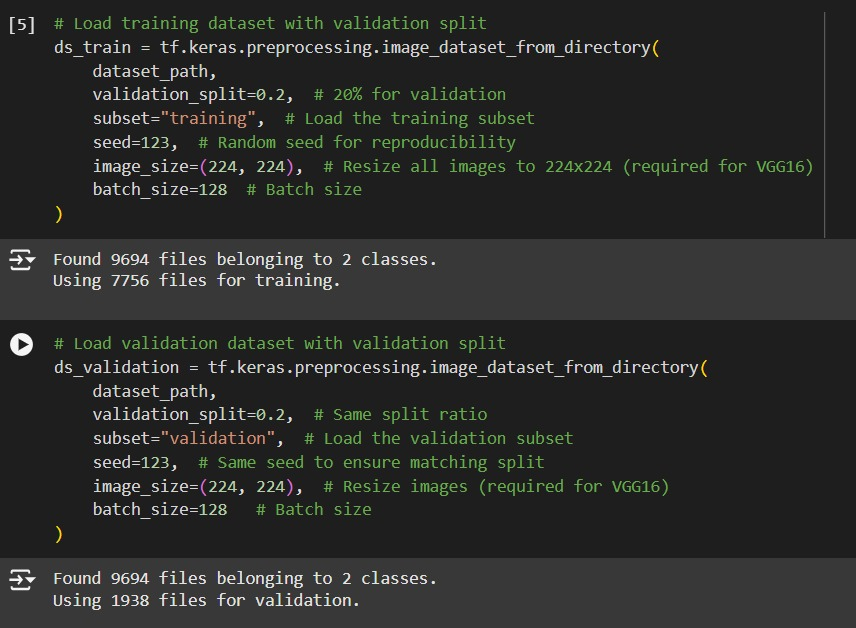 [5] # Load training dataset with validation split
ds_train = tf.keras.preprocessing.image_dataset_from_directory(
    dataset_path,
    validation_split=0.2,  # 20% for validation
    subset="training",  # Load the training subset
    seed=123,  # Random seed for reproducibility
    image_size=(224, 224),  # Resize all images to 224x224 (required for VGG16)
    batch_size=128  # Batch size
)
Found 9694 files belonging to 2 classes.
Using 7756 files for training.
# Load validation dataset with validation split
ds_validation = tf.keras.preprocessing.image_dataset_from_directory(
    dataset_path,
    validation_split=0.2,  # Same split ratio
    subset="validation",  # Load the validation subset
    seed=123,  # Same seed to ensure matching split
    image_size=(224, 224),  # Resize images (required for VGG16)
    batch_size=128   # Batch size
)
Found 9694 files belonging to 2 classes.
Using 1938 files for validation.